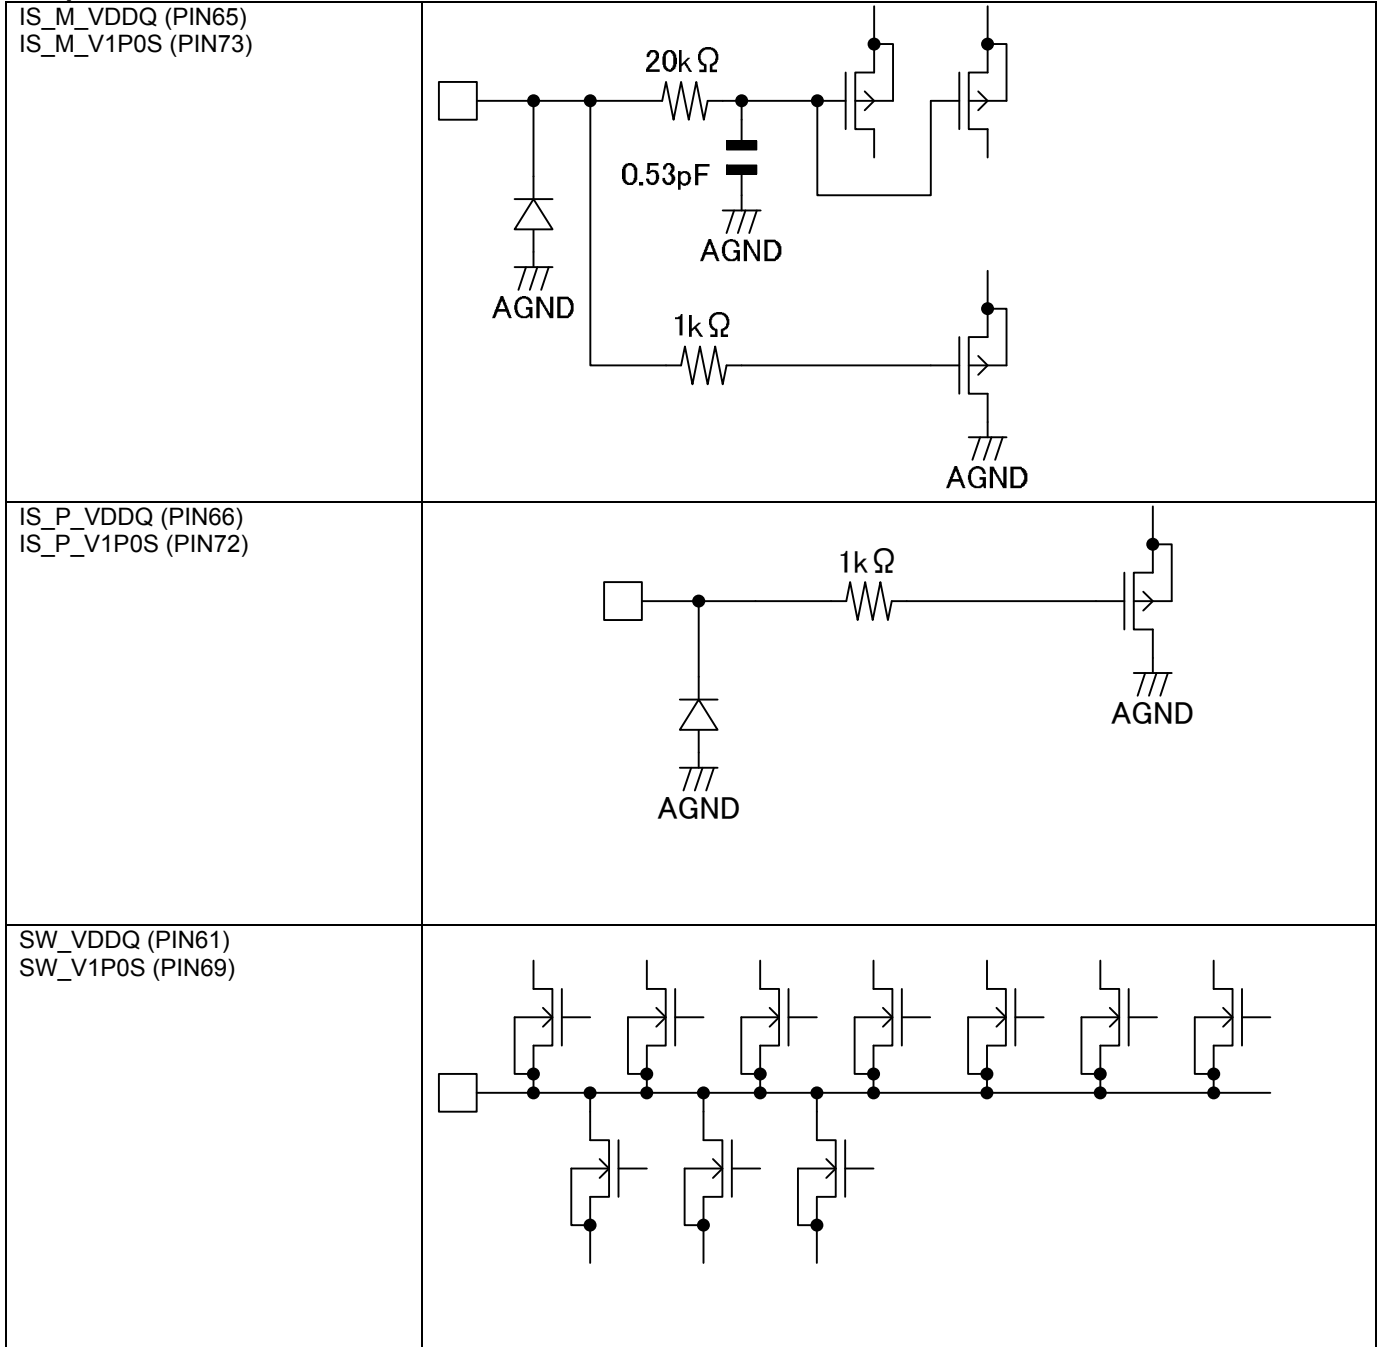 IS_M_VDDQ (PIN65)
IS_M_V1P0S (PIN73)
20kΩ
0.53pF
AGND
AGND
1kΩ
AGND
IS_P_VDDQ (PIN66)
IS_P_V1P0S (PIN72)
1kΩ
AGND
AGND
SW_VDDQ (PIN61)
SW_V1P0S (PIN69)